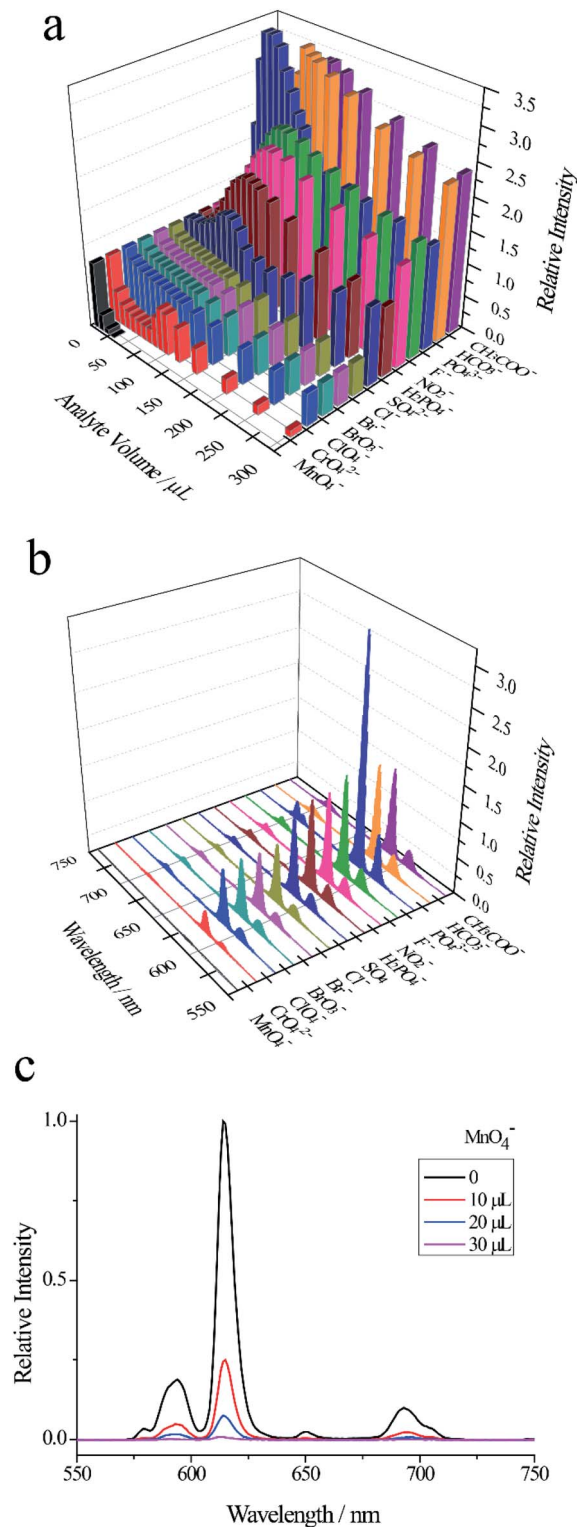 a
3.5
3.0
2.5
2.0
1.5
1.0
0.5
0.0
Relative Intensity
0
50
100
150
200
250
300
Analyte Volume / μL
CH₃COO⁻
HCO₃⁻
PO₄³⁻
F⁻
NO₂⁻
H₂PO₄⁻
SO₄²⁻
Cl⁻
Br⁻
BrO₃⁻
ClO₄⁻
CrO₄²⁻
MnO₄⁻
b
3.0
2.5
2.0
1.5
1.0
0.5
0.0
Relative Intensity
750
700
650
600
550
Wavelength / nm
CH₃COO⁻
HCO₃⁻
PO₄³⁻
F⁻
NO₂⁻
H₂PO₄⁻
SO₄
Cl⁻
Br⁻
BrO₃⁻
ClO₄⁻
CrO₄²⁻
MnO₄⁻
c
1.0
0.5
0.0
Relative Intensity
MnO₄⁻
0
10 μL
20 μL
30 μL
550
600
650
700
750
Wavelength / nm